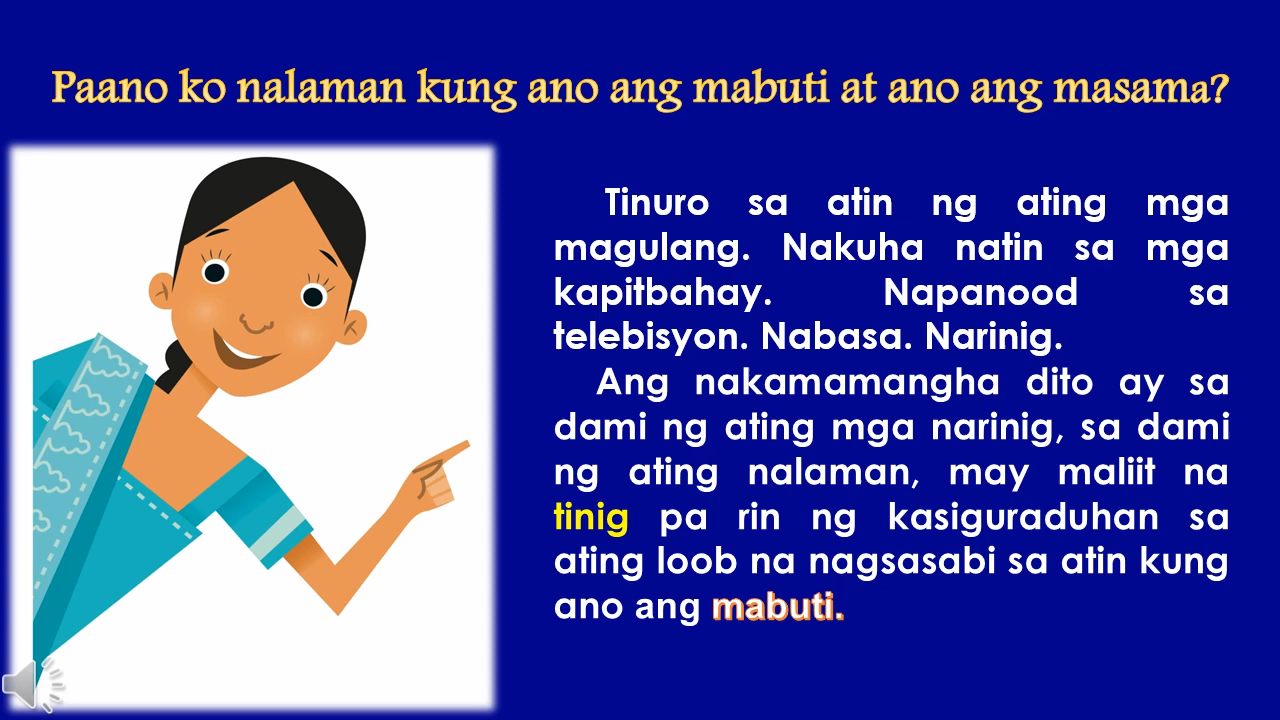 Paano ko nalaman kung ano ang mabuti at ano ang masama?
Tinuro sa atin ng ating mga
magulang. Nakuha natin sa mga
kapitbahay. Napanood sa
telebisyon. Nabasa. Narinig.
Ang nakamamangha dito ay sa
dami ng ating mga narinig, sa dami
ng ating nalaman, may maliit na
tinig pa rin ng kasiguraduhan sa
ating loob na nagsasabi sa atin kung
ano ang mabuti.